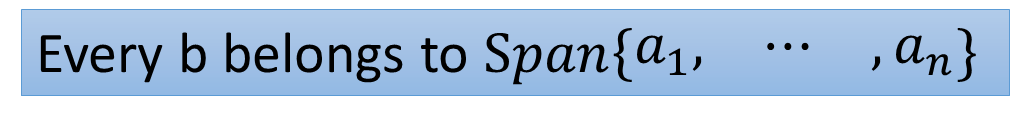 Every b belongs to Span{a₁, ⋯ , aₙ}